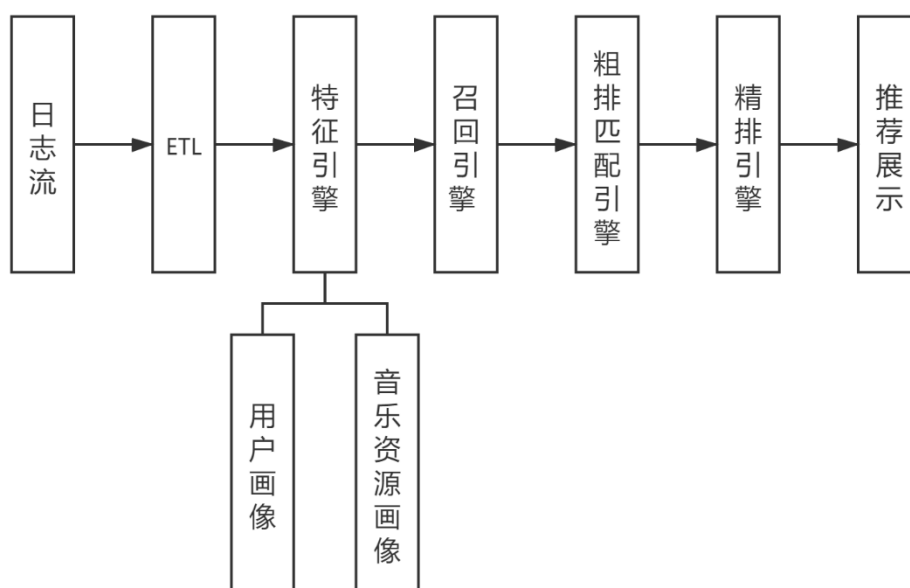 日志流
ETL
特征引擎
召回引擎
粗排匹配引擎
精排引擎
推荐展示
用户画像
音乐资源画像